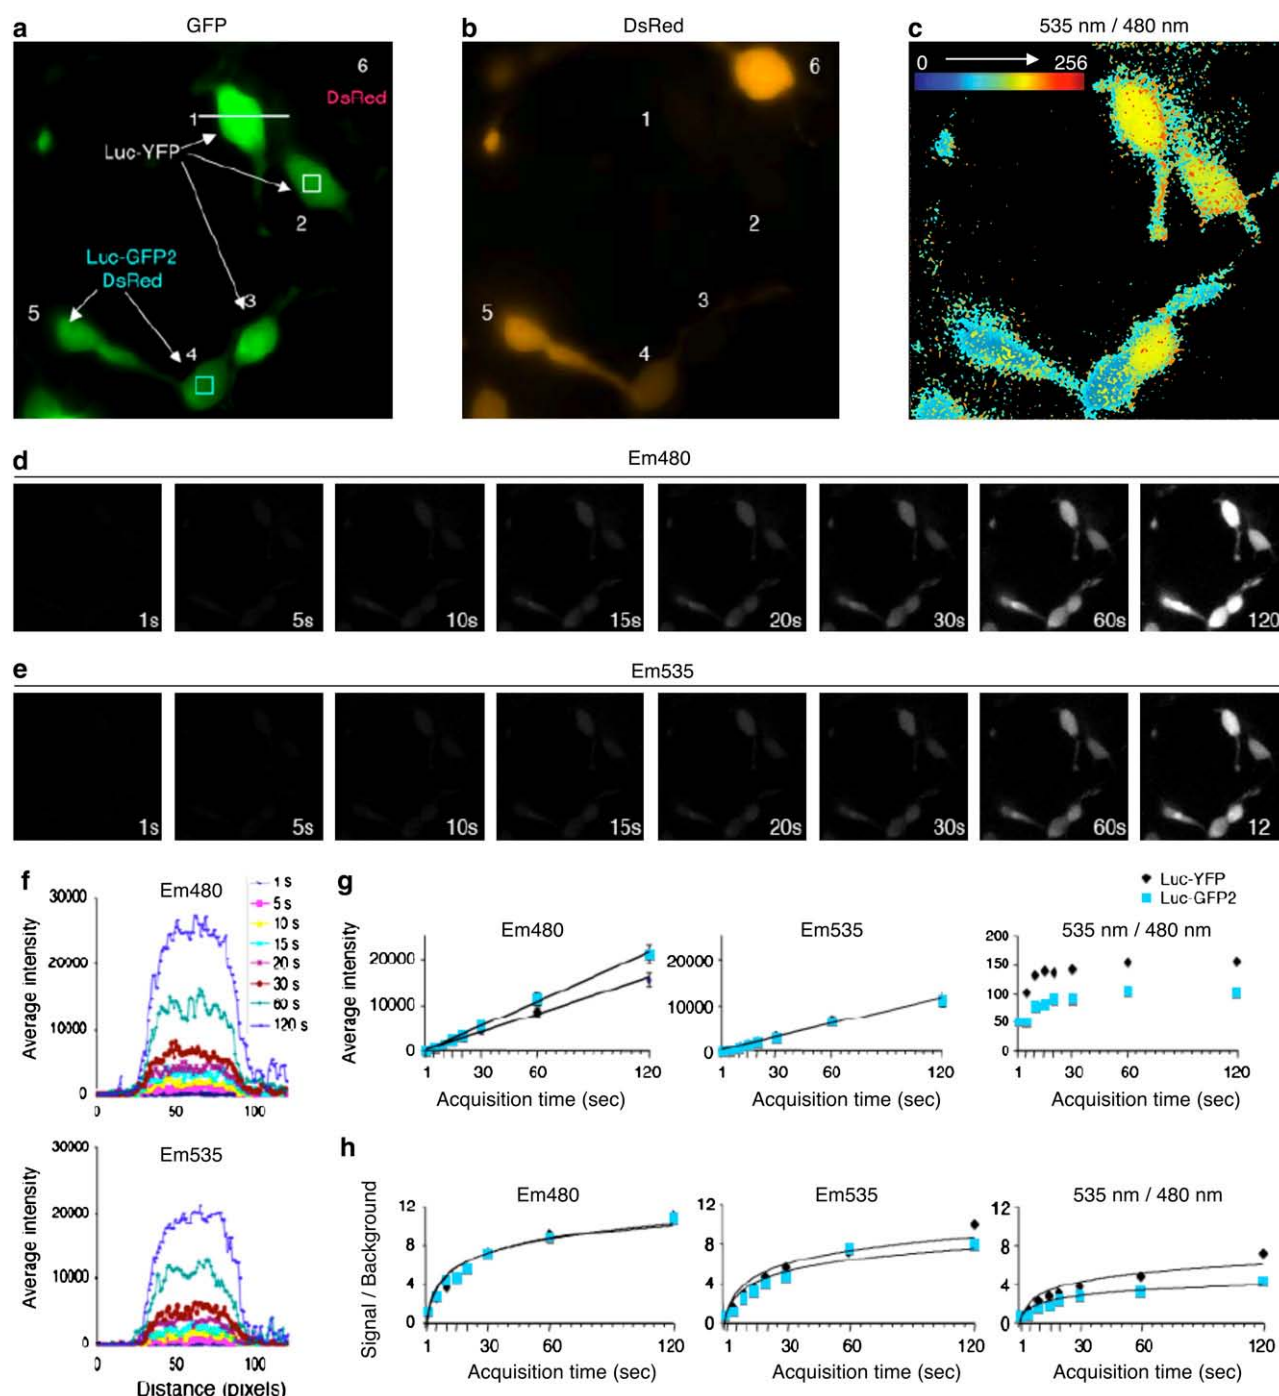 a GFP
6
DsRed
1
Luc-YFP
2
Luc-GFP2
DsRed
3
5
4
b DsRed
6
1
2
3
5
4
c 535 nm / 480 nm
0 256
d Em480
1s 5s 10s 15s 20s 30s 60s 120
e Em535
1s 5s 10s 15s 20s 30s 60s 12
f Em480
Average intensity
30000
20000
10000
0
0 50 100
1 s
5 s
10 s
15 s
20 s
30 s
60 s
120 s
Em535
Average intensity
30000
20000
10000
0
0 50 100
Distance (pixels)
g
Luc-YFP
Luc-GFP2
Em480
Average intensity
20000
10000
0
1 30 60 120
Acquisition time (sec)
Em535
20000
10000
0
1 30 60 120
Acquisition time (sec)
535 nm / 480 nm
200
150
100
50
0
1 30 60 120
Acquisition time (sec)
h
Em480
Signal / Background
12
8
4
0
1 30 60 120
Acquisition time (sec)
Em535
12
8
4
0
1 30 60 120
Acquisition time (sec)
535 nm / 480 nm
12
8
4
0
1 30 60 120
Acquisition time (sec)